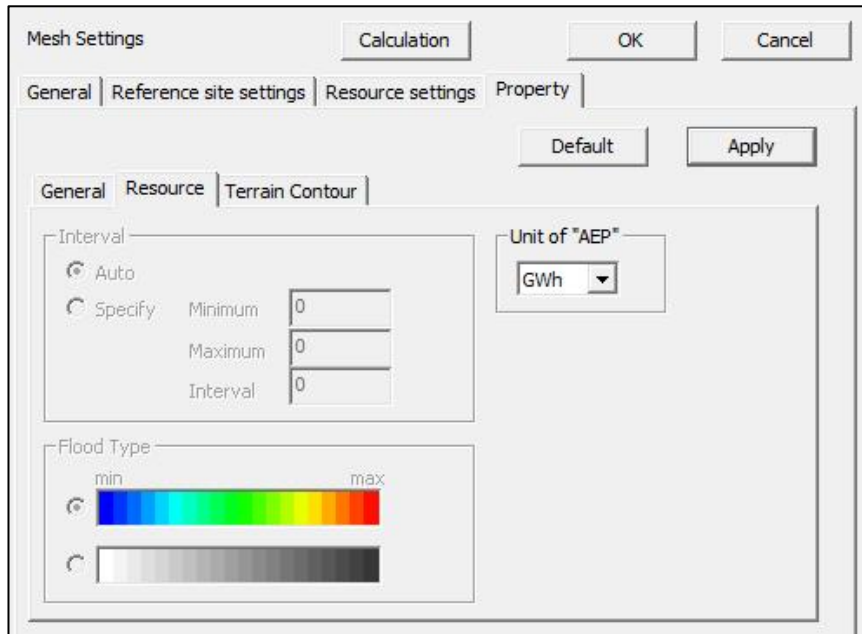 Mesh Settings Calculation OK Cancel
General Reference site settings Resource settings Property
Default Apply
General Resource Terrain Contour
Interval
Auto
Specify Minimum 0
Maximum 0
Interval 0
Unit of "AEP"
GWh
Flood Type
min max